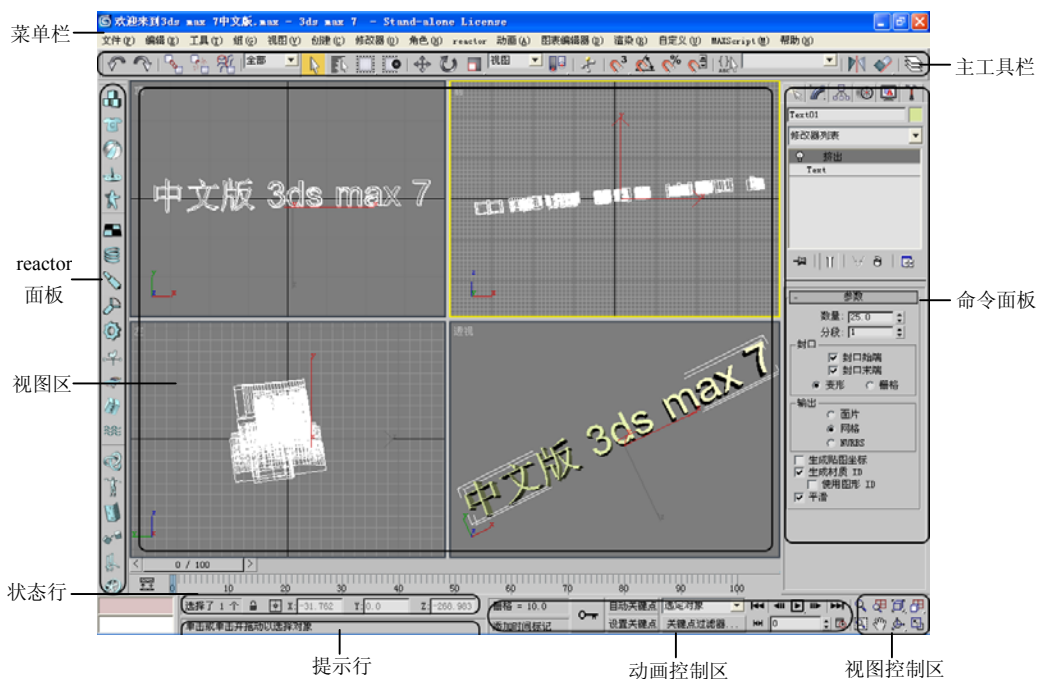 欢迎来到3ds max 7中文版.max - 3ds max 7 - Stand-alone License
菜单栏
文件(F) 编辑(E) 工具(T) 组(G) 视图(V) 创建(C) 修改器(O) 角色(H) reactor 动画(A) 图表编辑器(D) 渲染(R) 自定义(U) MAXScript(M) 帮助(H)
全部
视图
主工具栏
Text01
修改器列表
挤出
Text
中文版 3ds max 7
reactor
面板
参数
命令面板
数量: 25.0
分段: 1
封口
封口始端
封口末端
变形 栅格
透视
视图区
中文版 3ds max 7
输出
面片
网格
NURBS
生成贴图坐标
生成材质 ID
使用图形 ID
平滑
0 / 100
0 10 20 30 40 50 60 70 80 90 100
状态行
选择了 1 个 X: -31.762 Y: 0.0 Z: -268.983 栅格 = 10.0 自动关键点 选定对象
单击或单击并拖动以选择对象 添加时间标记 设置关键点 关键点过滤器... 0
提示行
动画控制区
视图控制区